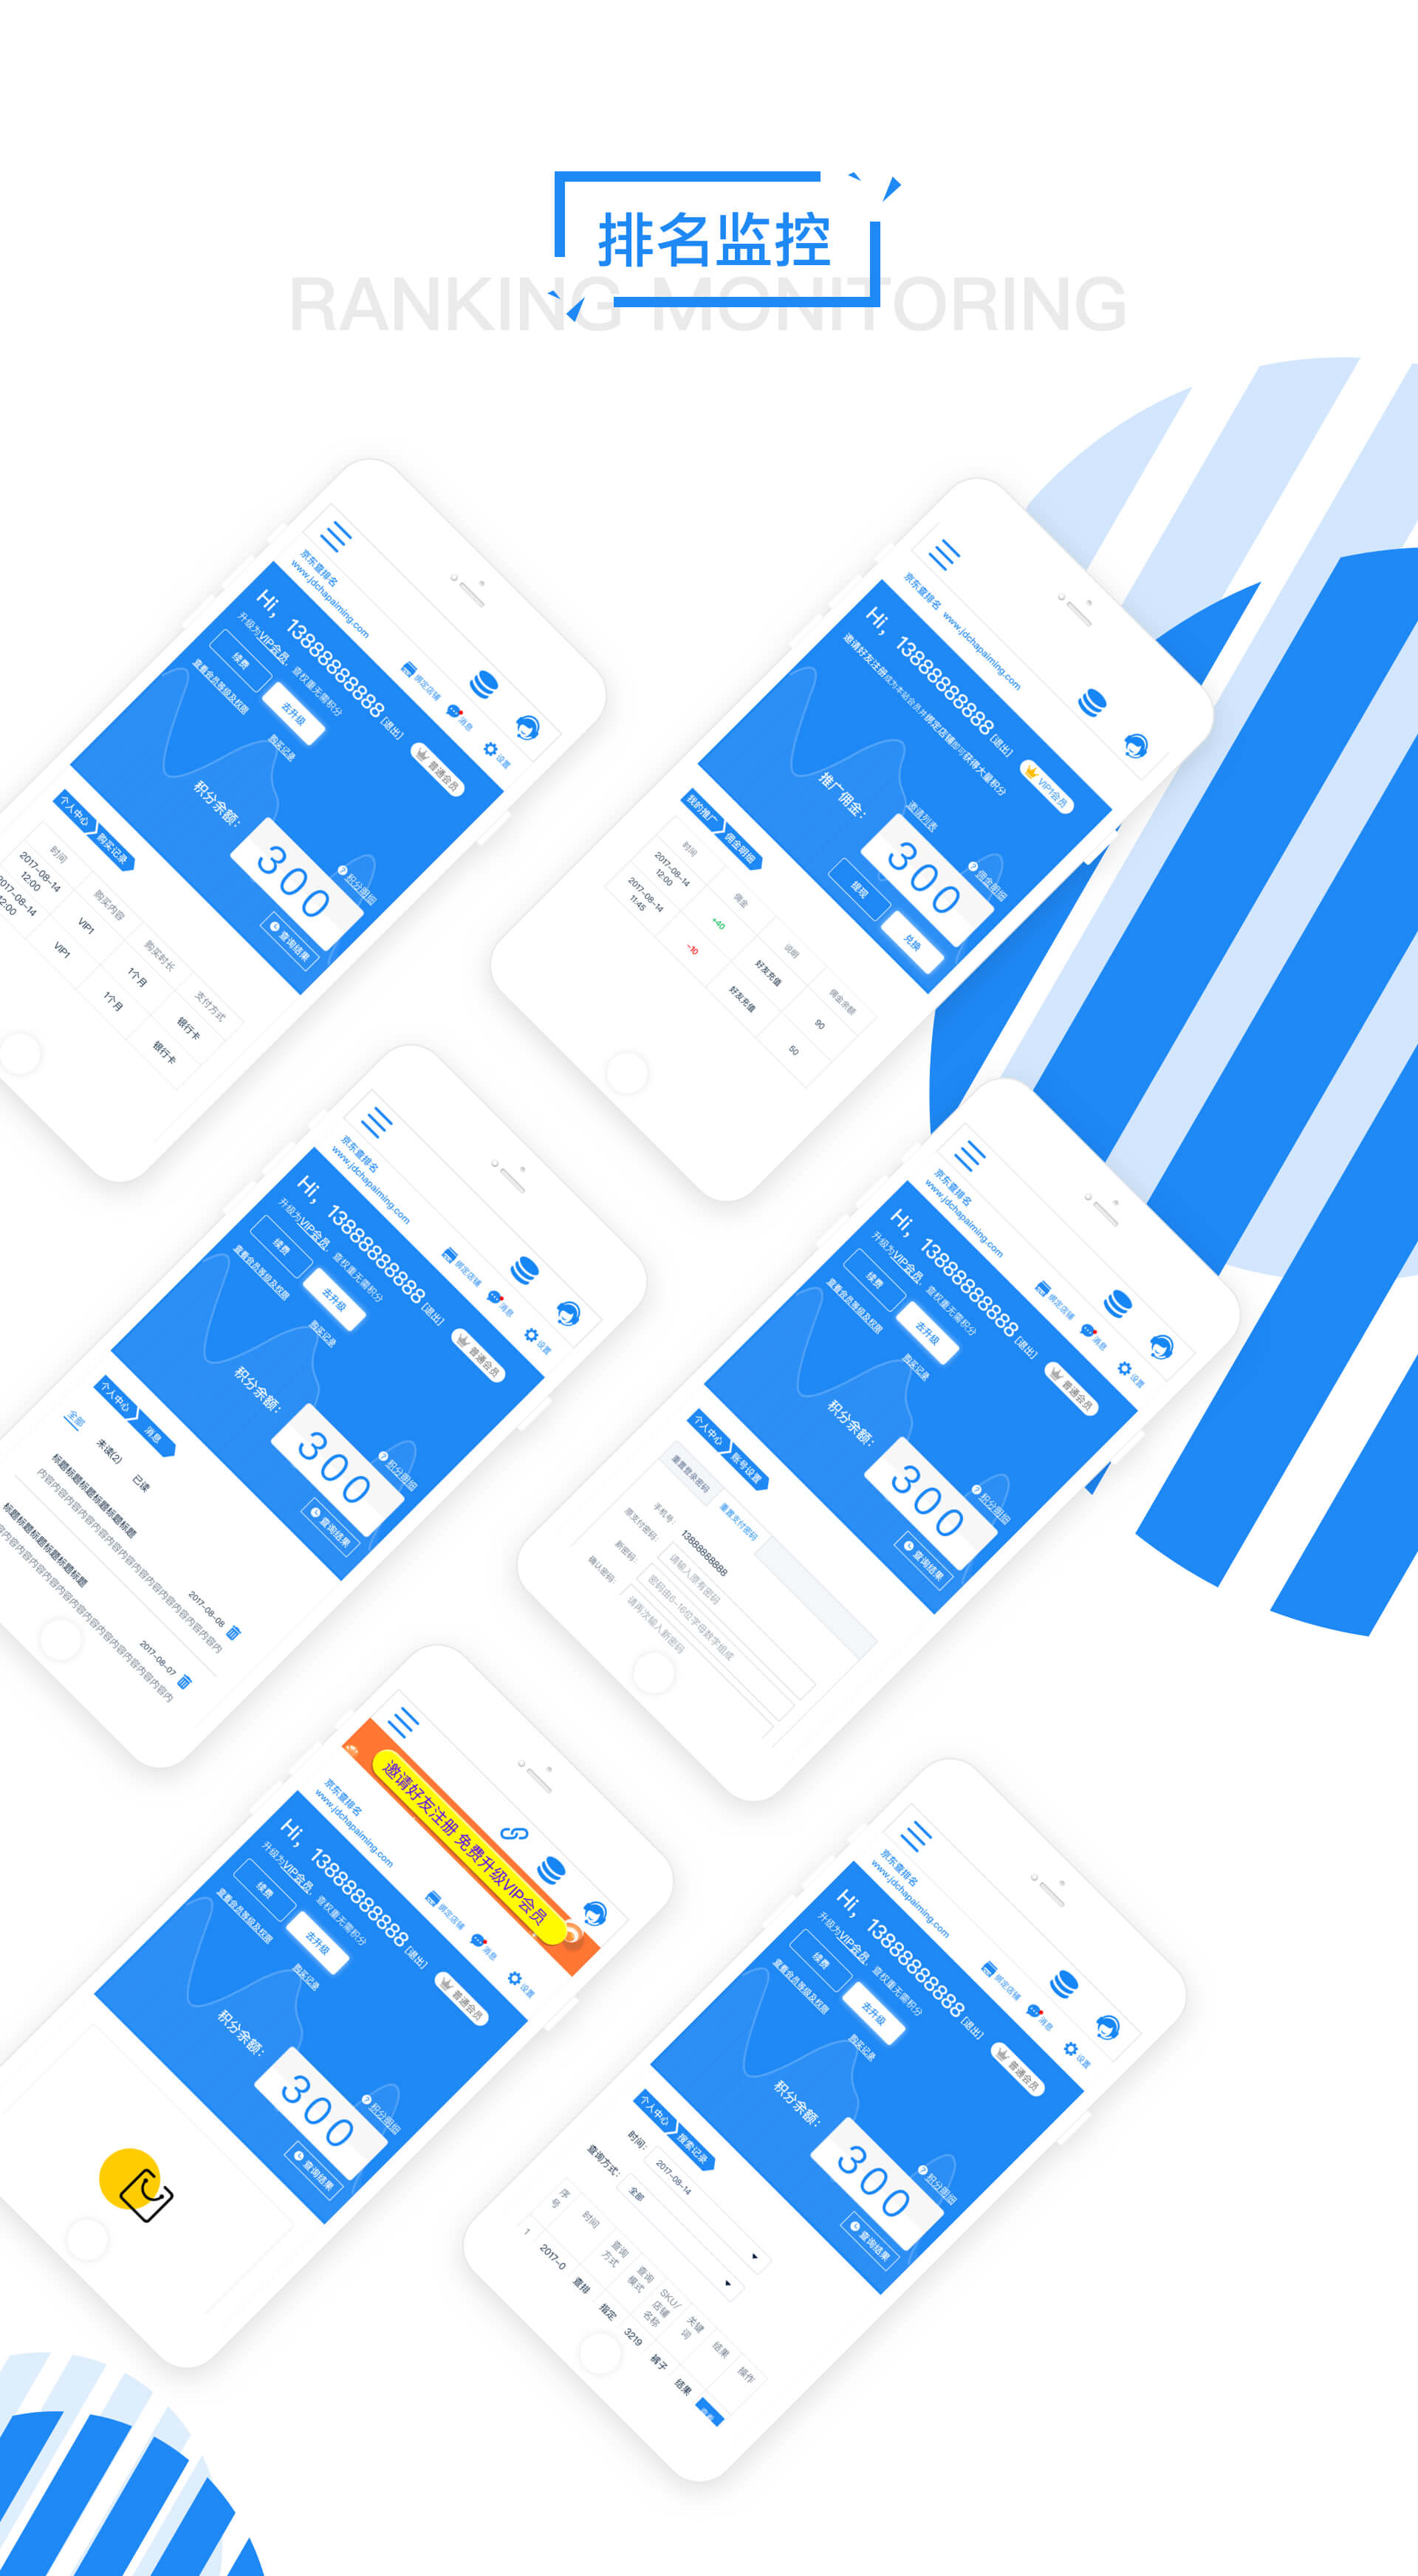 排名监控
RANKING MONITORING
京东查排名
www.jdchapaiming.com
绑定店铺
消息
设置
Hi，13888888888 [退出]
普通会员
升级为VIP会员，查权重无需积分
续费
去升级
查看会员等级及权限
购买记录
积分余额：
300
积分明细
查询结果
个人中心
购买记录
时间 购买内容 购买时长 支付方式
2017-08-14 12:00 VIP1 1个月 银行卡
2017-08-14 12:00 VIP1 1个月 银行卡
京东查排名 www.jdchapaiming.com
Hi，13888888888 [退出]
VIP1会员
邀请好友注册成为本站会员并绑定店铺即可获得大量积分
推广佣金：
邀请列表
300
佣金明细
提现
兑换
我的推广
佣金明细
时间 佣金 说明 佣金余额
2017-08-14 12:00 +40 好友充值 90
2017-08-14 11:45 -10 好友充值 50
京东查排名
www.jdchapaiming.com
绑定店铺
消息
设置
Hi，13888888888 [退出]
普通会员
升级为VIP会员，查权重无需积分
续费
去升级
查看会员等级及权限
购买记录
积分余额：
300
积分明细
查询结果
个人中心
消息
全部 未读(2) 已读
标题标题标题标题标题
2017-08-08
内容内容内容内容内容内容内容内容内容内容内容内容
标题标题标题标题标题
2017-08-07
内容内容内容内容内容内容内容内容内容内容内容
京东查排名
www.jdchapaiming.com
绑定店铺
消息
设置
Hi，13888888888 [退出]
普通会员
升级为VIP会员，查权重无需积分
续费
去升级
查看会员等级及权限
购买记录
积分余额：
300
积分明细
查询结果
个人中心
账号设置
重置登录密码 重置支付密码
手机号： 13888888888
原支付密码： 请输入原有密码
新密码： 密码由6-16位字母数字组成
确认密码： 请再次输入新密码
邀请好友注册 免费升级VIP会员
京东查排名
www.jdchapaiming.com
绑定店铺
消息
设置
Hi，13888888888 [退出]
普通会员
升级为VIP会员，查权重无需积分
续费
去升级
查看会员等级及权限
购买记录
积分余额：
300
积分明细
查询结果
京东查排名
www.jdchapaiming.com
绑定店铺
消息
设置
Hi，13888888888 [退出]
普通会员
升级为VIP会员，查权重无需积分
续费
去升级
查看会员等级及权限
购买记录
积分余额：
300
积分明细
查询结果
个人中心
搜索记录
时间： 2017-08-14
查询方式： 全部
序号 时间 查询方式 查询模式 SKU/店铺名称 关键词 结果 操作
1 2017-0 查排 指定 3219 裤子 结果